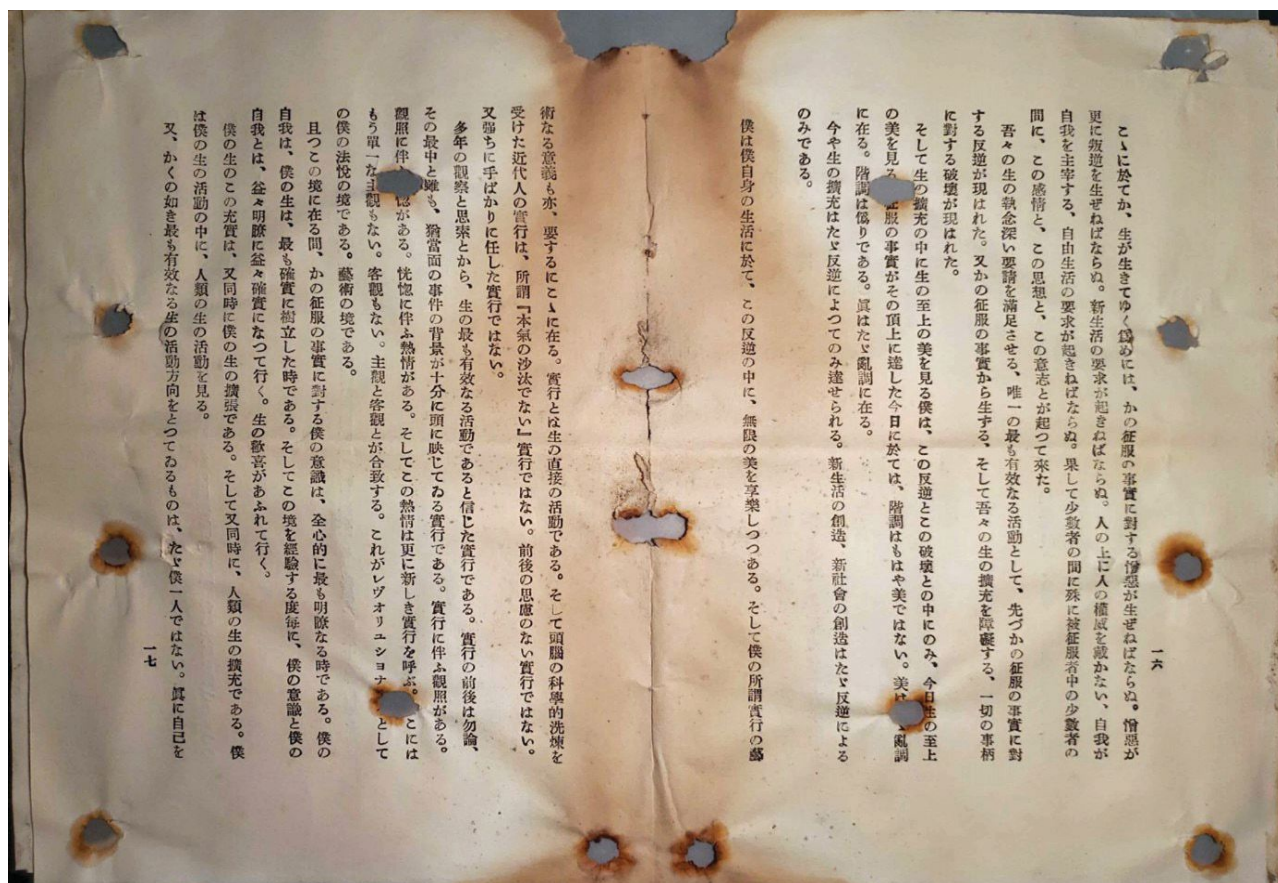 こゝに於てか、生が生きてゆく爲めには、かの征服の事實に對する憎惡が生ぜねばならぬ。憎惡が
更に叛逆を生ぜねばならぬ。新生活の要求が起きねばならぬ。人の上に人の權威を戴かない、自我が
自我を主宰する、自由生活の要求が起きねばならぬ。果して少數者の間に殊に被征服者中の少數者の
間に、この感情と、この思想と、この意志とが起つて來た。
吾々の生の執念深い要請を滿足させる、唯一の最も有效なる活動として、先づかの征服の事實に對
する反逆が現はれた。又かの征服の事實から生ずる、そして吾々の生の擴充を障礙する、一切の事柄
に對する破壞が現はれた。
そして生の擴充の中に生の至上の美を見る僕は、この反逆とこの破壞との中にのみ、今日生の至上
の美を見る 征服の事實がその頂上に達した今日に於ては、階調はもはや美ではない。美は 亂調
に在る。階調は僞りである。眞はたゞ亂調に在る。
今や生の擴充はたゞ反逆によつてのみ達せられる。新生活の創造、新社會の創造はたゞ反逆による
のみである。
僕は僕自身の生活に於て、この反逆の中に、無限の美を享樂しつつある。そして僕の所謂實行の藝
一六
術なる意義も亦、要するにこゝに在る。實行とは生の直接の活動である。そして頭腦の科學的洗煉を
受けた近代人の實行は、所謂『本氣の沙汰でない』實行ではない。前後の思慮のない實行ではない。
又强ちに手ばかりに任した實行ではない。
多年の觀察と思索とから、生の最も有效なる活動であると信じた實行である。實行の前後は勿論、
その最中と雖も、猶當面の事件の背景が十分に頭に映じてゐる實行である。實行に伴ふ觀照がある。
觀照に伴 惚がある。恍惚に伴ふ熱情がある。そしてこの熱情は更に新しき實行を呼ぶ。 こには
もう單一な主觀もない。客觀もない。主觀と客觀とが合致する。これがレヴオリユシヨナ として
の僕の法悅の境である。藝術の境である。
且つこの境に在る間、かの征服の事實に對する僕の意識は、全心的に最も明瞭なる時である。僕の
自我は、僕の生は、最も確實に樹立した時である。そしてこの境を經驗する度每に、僕の意識と僕の
自我とは、益々明瞭に益々確實になつて行く。生の歡喜があふれて行く。
僕の生のこの充實は、又同時に僕の生の擴張である。そして又同時に、人類の生の擴充である。僕
は僕の生の活動の中に、人類の生の活動を見る。
又、かくの如き最も有效なる生の活動方向をとつてゐるものは、たゞ僕一人ではない。眞に自己を
一七